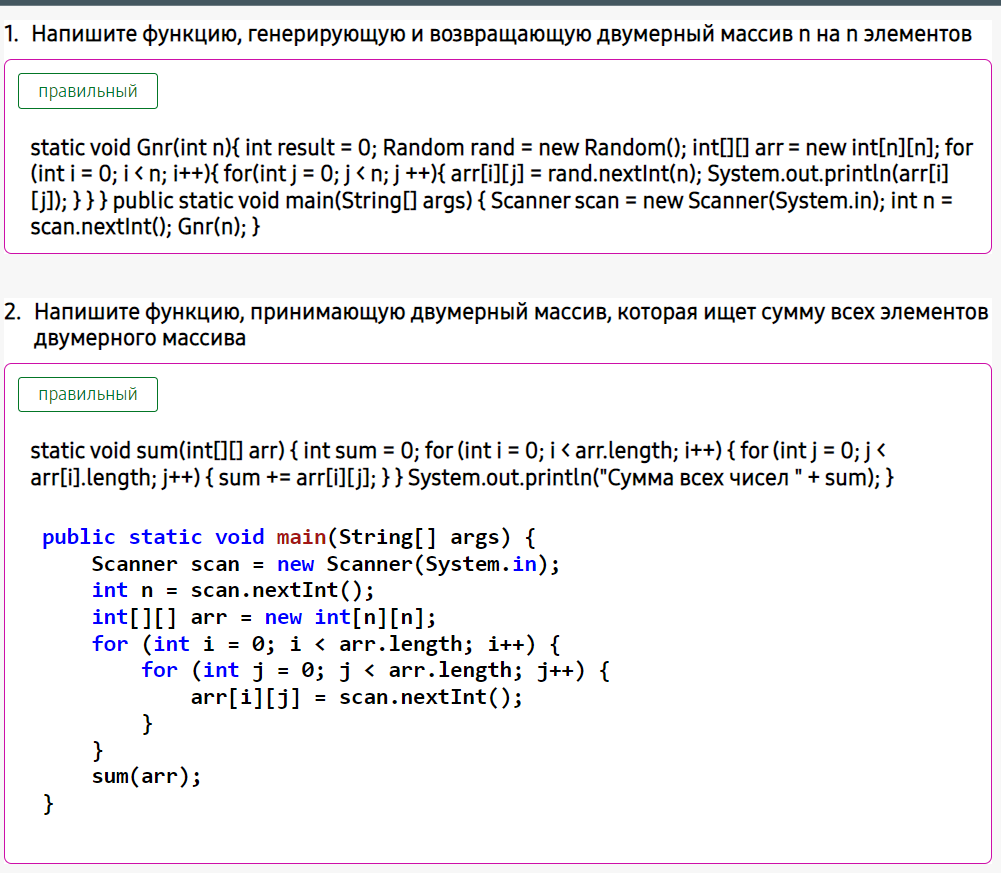 1. Напишите функцию, генерирующую и возвращающую двумерный массив n на n элементов
правильный
static void Gnr(int n){ int result = 0; Random rand = new Random(); int[][] arr = new int[n][n]; for
(int i = 0; i < n; i++){ for(int j = 0; j < n; j ++){ arr[i][j] = rand.nextInt(n); System.out.println(arr[i]
[j]); } } } public static void main(String[] args) { Scanner scan = new Scanner(System.in); int n =
scan.nextInt(); Gnr(n); }
2. Напишите функцию, принимающую двумерный массив, которая ищет сумму всех элементов
двумерного массива
правильный
static void sum(int[][] arr) { int sum = 0; for (int i = 0; i < arr.length; i++) { for (int j = 0; j <
arr[i].length; j++) { sum += arr[i][j]; } } System.out.println("Сумма всех чисел " + sum); }
public static void main(String[] args) {
    Scanner scan = new Scanner(System.in);
    int n = scan.nextInt();
    int[][] arr = new int[n][n];
    for (int i = 0; i < arr.length; i++) {
        for (int j = 0; j < arr.length; j++) {
            arr[i][j] = scan.nextInt();
        }
    }
    sum(arr);
}